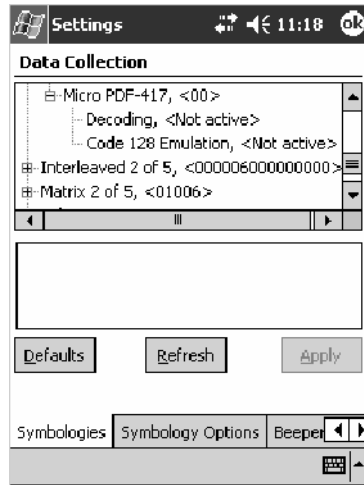 Settings 11:18 ok
Data Collection
Micro PDF-417, <00>
Decoding, <Not active>
Code 128 Emulation, <Not active>
Interleaved 2 of 5, <000006000000000>
Matrix 2 of 5, <01006>
Defaults Refresh Apply
Symbologies Symbology Options Beeper